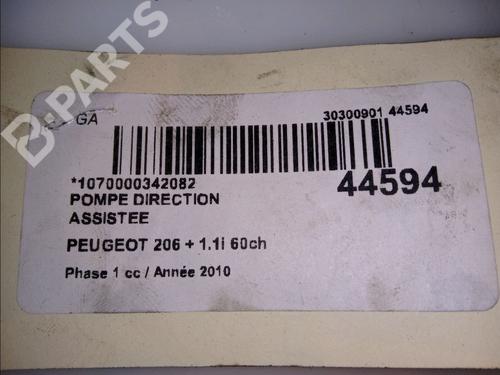 B-PARTS
GA
30300901 44594
*1070000342082
44594
POMPE DIRECTION
ASSISTEE
PEUGEOT 206 + 1.1i 60ch
Phase 1 cc / Année 2010